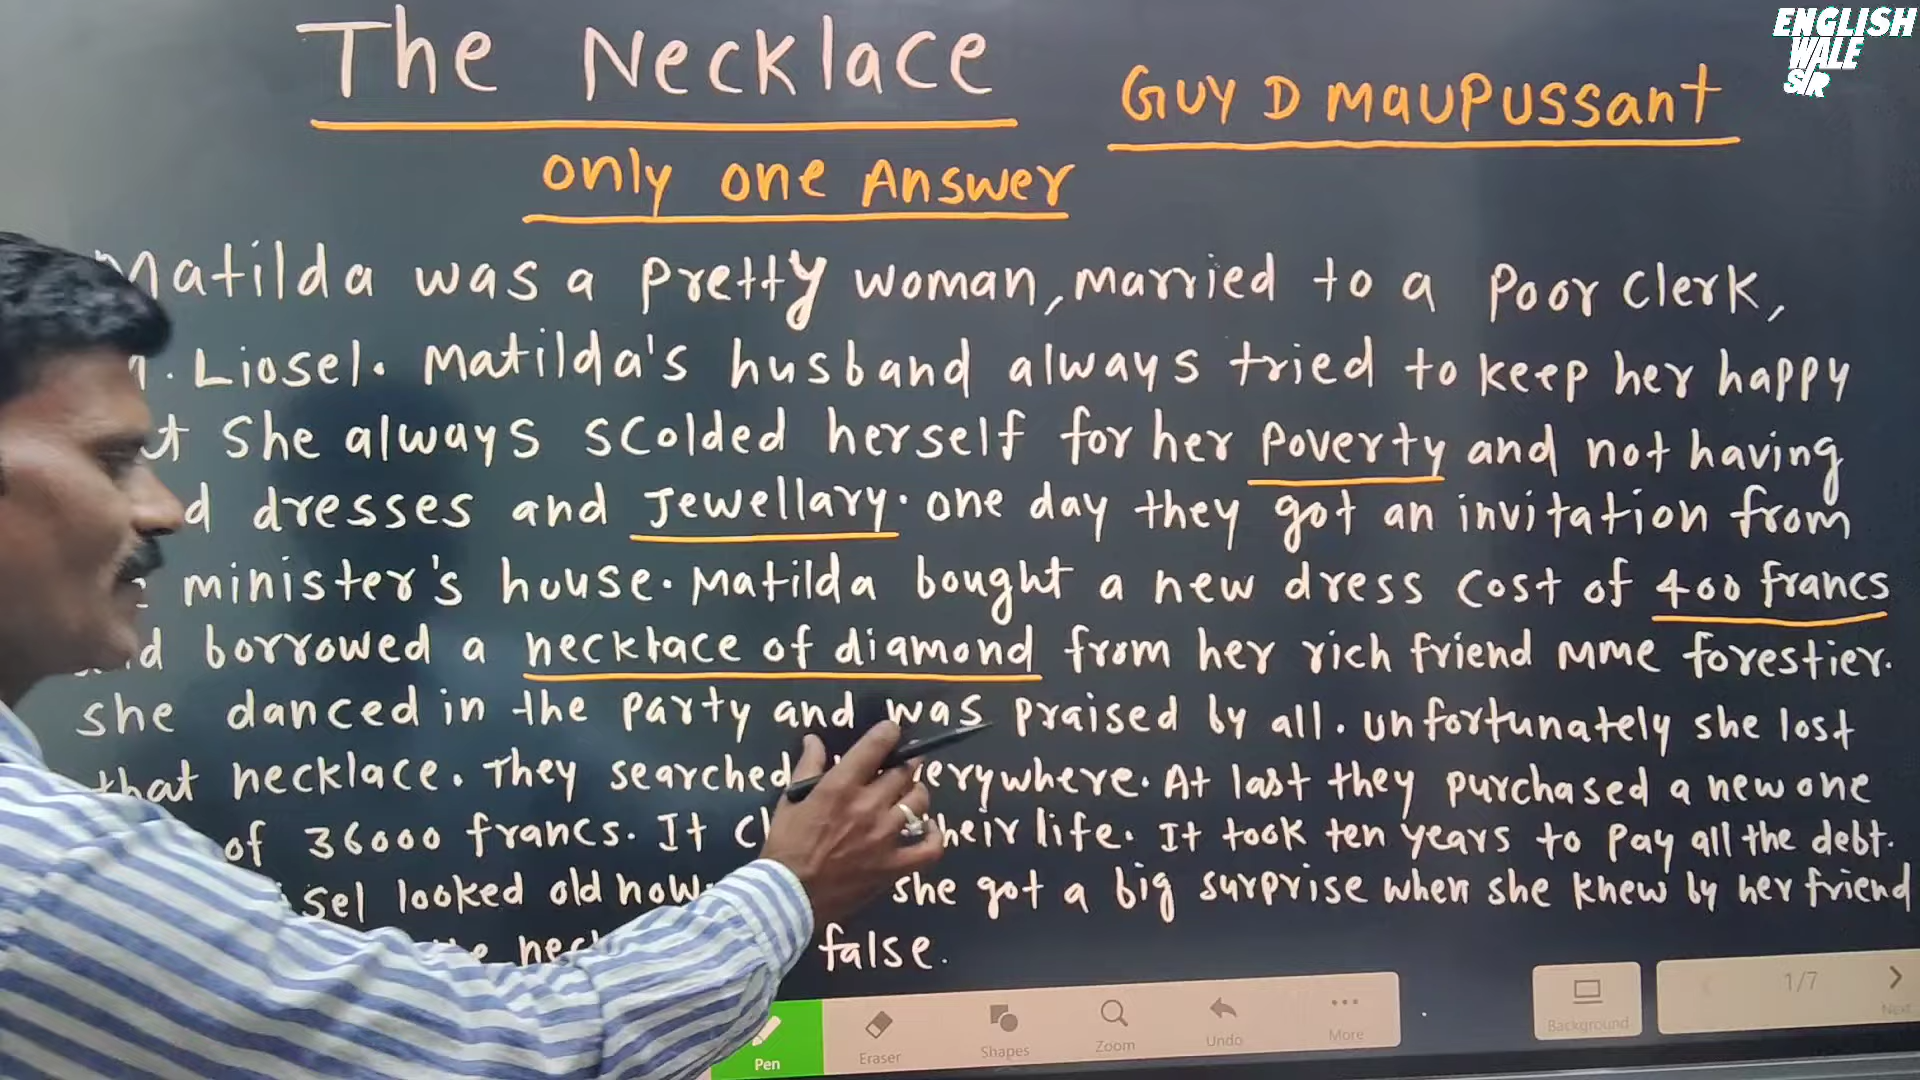 The Necklace
ENGLISH
WALE
SIR
GUY D MAUPUSSANT
only one Answer
Matilda was a pretty woman, married to a poor clerk,
. Liosel. Matilda's husband always tried to keep her happy
she always scolded herself for her poverty and not having
dresses and Jewellary. one day they got an invitation from
minister's house. Matilda bought a new dress cost of 400 francs
borrowed a necklace of diamond from her rich friend mme forestier.
she danced in the party and was praised by all. unfortunately she lost
that necklace. They searched everywhere. At last they purchased a new one
of 36000 francs. It their life. It took ten years to pay all the debt.
looked old now. she got a big surprise when she knew by her friend
false.
Pen
Eraser
Shapes
Zoom
Undo
More
Background
1/7
Next